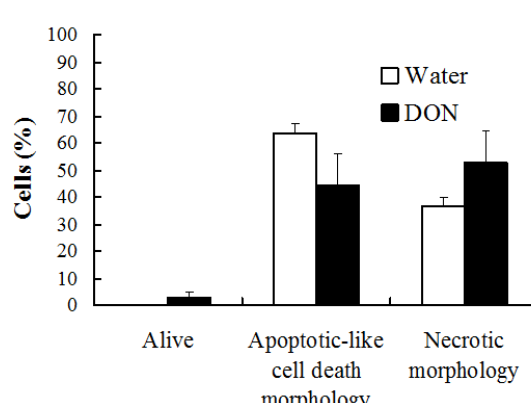 100
90
80
70
60
50
40
30
20
10
0
Cells (%)
Water
DON
Alive
Apoptotic-like
cell death
morphology
Necrotic
morphology